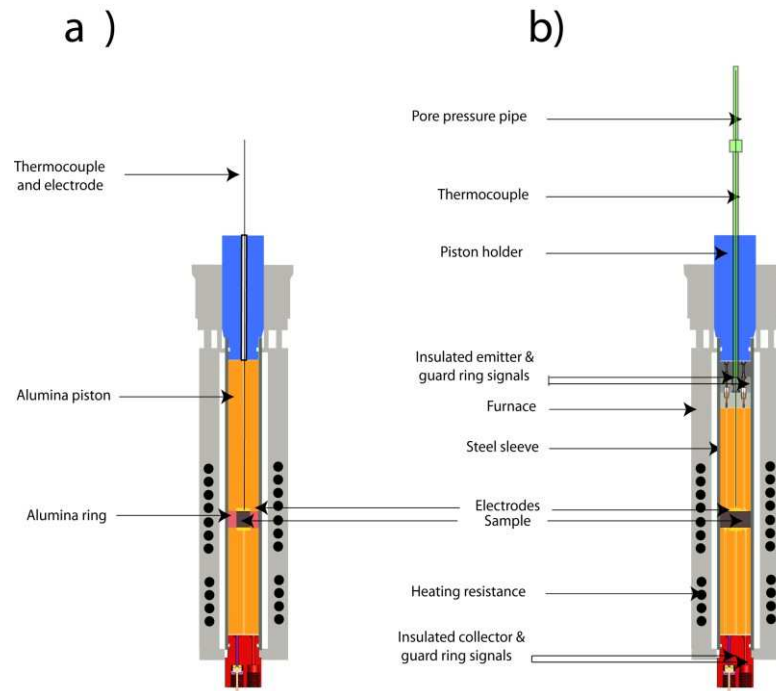 a )
b)
Pore pressure pipe
Thermocouple
and electrode
Thermocouple
Piston holder
Insulated emitter &
guard ring signals
Alumina piston
Furnace
Steel sleeve
Alumina ring
Electrodes
Sample
Heating resistance
Insulated collector &
guard ring signals